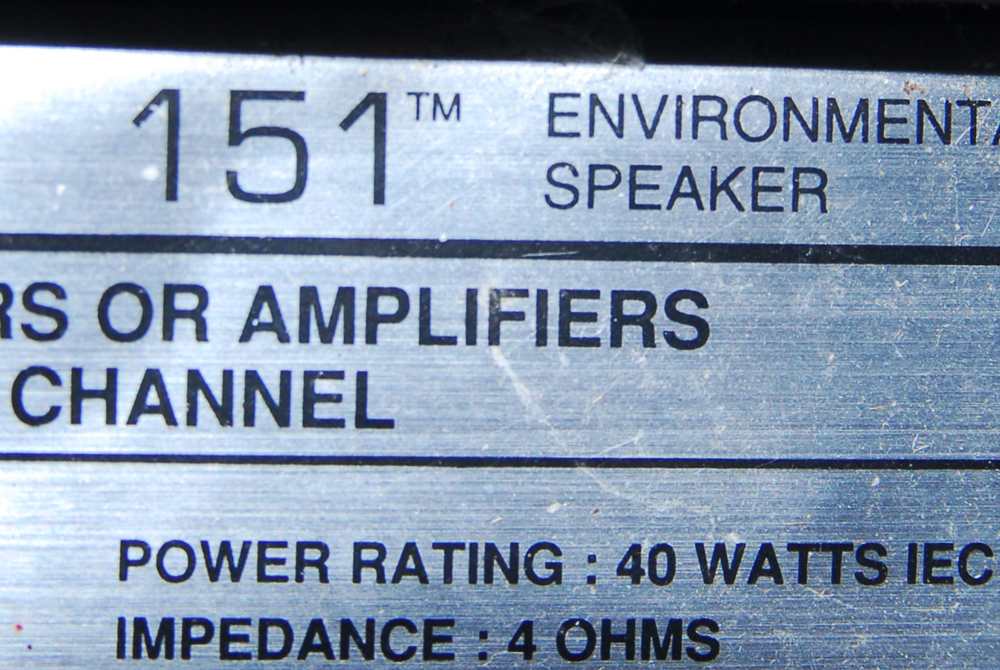 151™ ENVIRONMENTA
SPEAKER
RS OR AMPLIFIERS
CHANNEL
POWER RATING : 40 WATTS IEC
IMPEDANCE : 4 OHMS